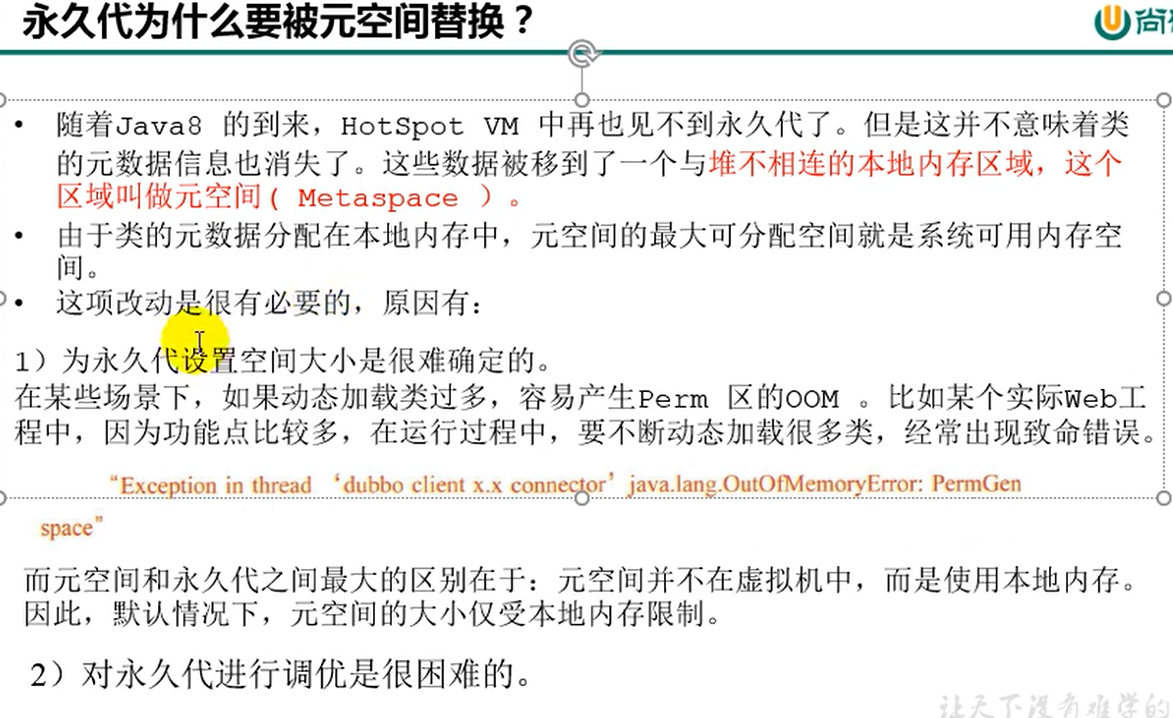 永久代为什么要被元空间替换？
尚
• 随着Java8 的到来，HotSpot VM 中再也见不到永久代了。但是这并不意味着类
的元数据信息也消失了。这些数据被移到了一个与堆不相连的本地内存区域，这个
区域叫做元空间( Metaspace ）。
• 由于类的元数据分配在本地内存中，元空间的最大可分配空间就是系统可用内存空
间。
• 这项改动是很有必要的，原因有：
1）为永久代设置空间大小是很难确定的。
在某些场景下，如果动态加载类过多，容易产生Perm 区的OOM 。比如某个实际Web工
程中，因为功能点比较多，在运行过程中，要不断动态加载很多类，经常出现致命错误。
“Exception in thread ‘dubbo client x.x connector’java.lang.OutOfMemoryError: PermGen
space”
而元空间和永久代之间最大的区别在于：元空间并不在虚拟机中，而是使用本地内存。
因此，默认情况下，元空间的大小仅受本地内存限制。
2）对永久代进行调优是很困难的。
让天下没有难学的